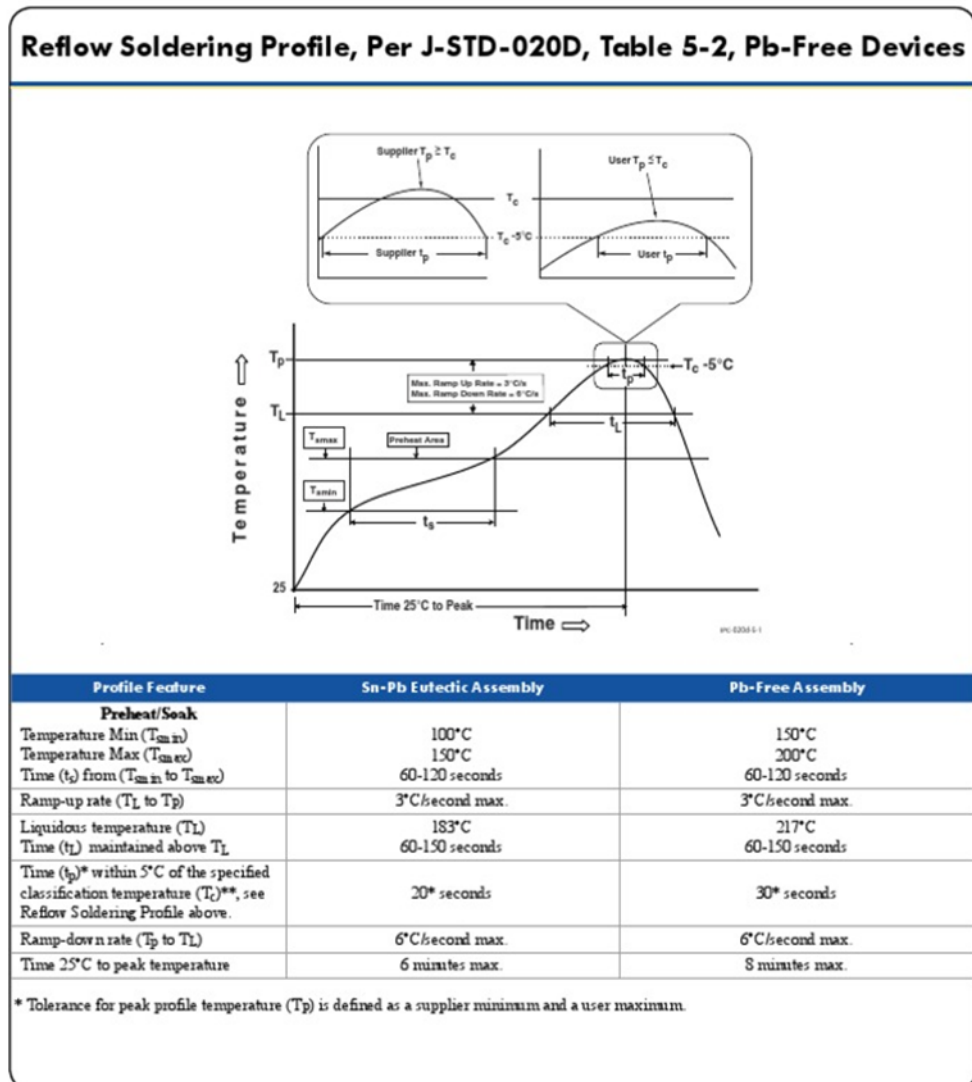 Reflow Soldering Profile, Per J-STD-020D, Table 5-2, Pb-Free Devices
Supplier Tp ≥ Tc
User Tp ≤ Tc
Tc
Tc -5°C
Supplier tp
User tp
Temperature
Tp
Max. Ramp Up Rate = 3°C/s
Max. Ramp Down Rate = 6°C/s
tp
Tc -5°C
TL
tL
Tsmax
Preheat Area
Tsmin
ts
25
Time 25°C to Peak
Time
IPC-020d-5-1
Profile Feature Sn-Pb Eutectic Assembly Pb-Free Assembly
Preheat/Soak
Temperature Min (Tsmin) 100°C 150°C
Temperature Max (Tsmax) 150°C 200°C
Time (ts) from (Tsmin to Tsmax) 60-120 seconds 60-120 seconds
Ramp-up rate (TL to Tp) 3°C/second max. 3°C/second max.
Liquidous temperature (TL) 183°C 217°C
Time (tL) maintained above TL 60-150 seconds 60-150 seconds
Time (tp)* within 5°C of the specified
classification temperature (Tc)**, see 20* seconds 30* seconds
Reflow Soldering Profile above.
Ramp-down rate (Tp to TL) 6°C/second max. 6°C/second max.
Time 25°C to peak temperature 6 minutes max. 8 minutes max.
* Tolerance for peak profile temperature (Tp) is defined as a supplier minimum and a user maximum.